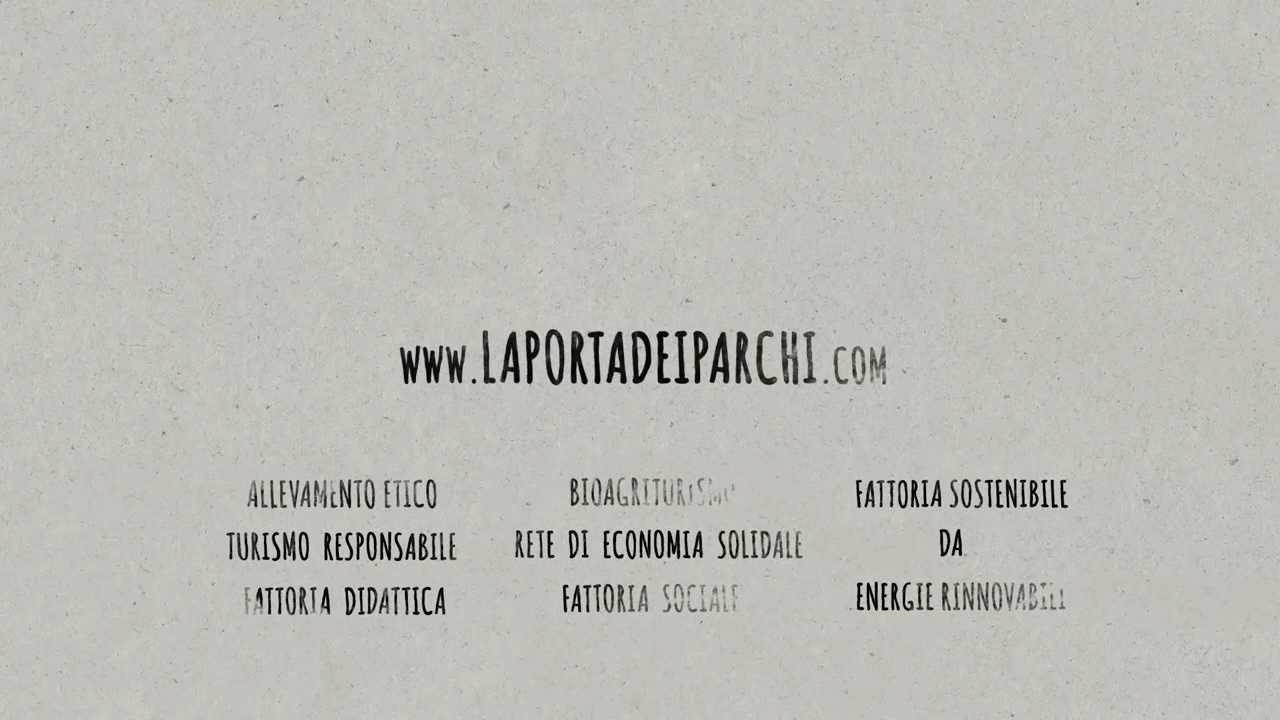 www.LAPORTADEIPARCHI.COM
ALLEVAMENTO ETICO
TURISMO RESPONSABILE
FATTORIA DIDATTICA
BIOAGRITURISMO
RETE DI ECONOMIA SOLIDALE
FATTORIA SOCIALE
FATTORIA SOSTENIBILE
DA
ENERGIE RINNOVABILI